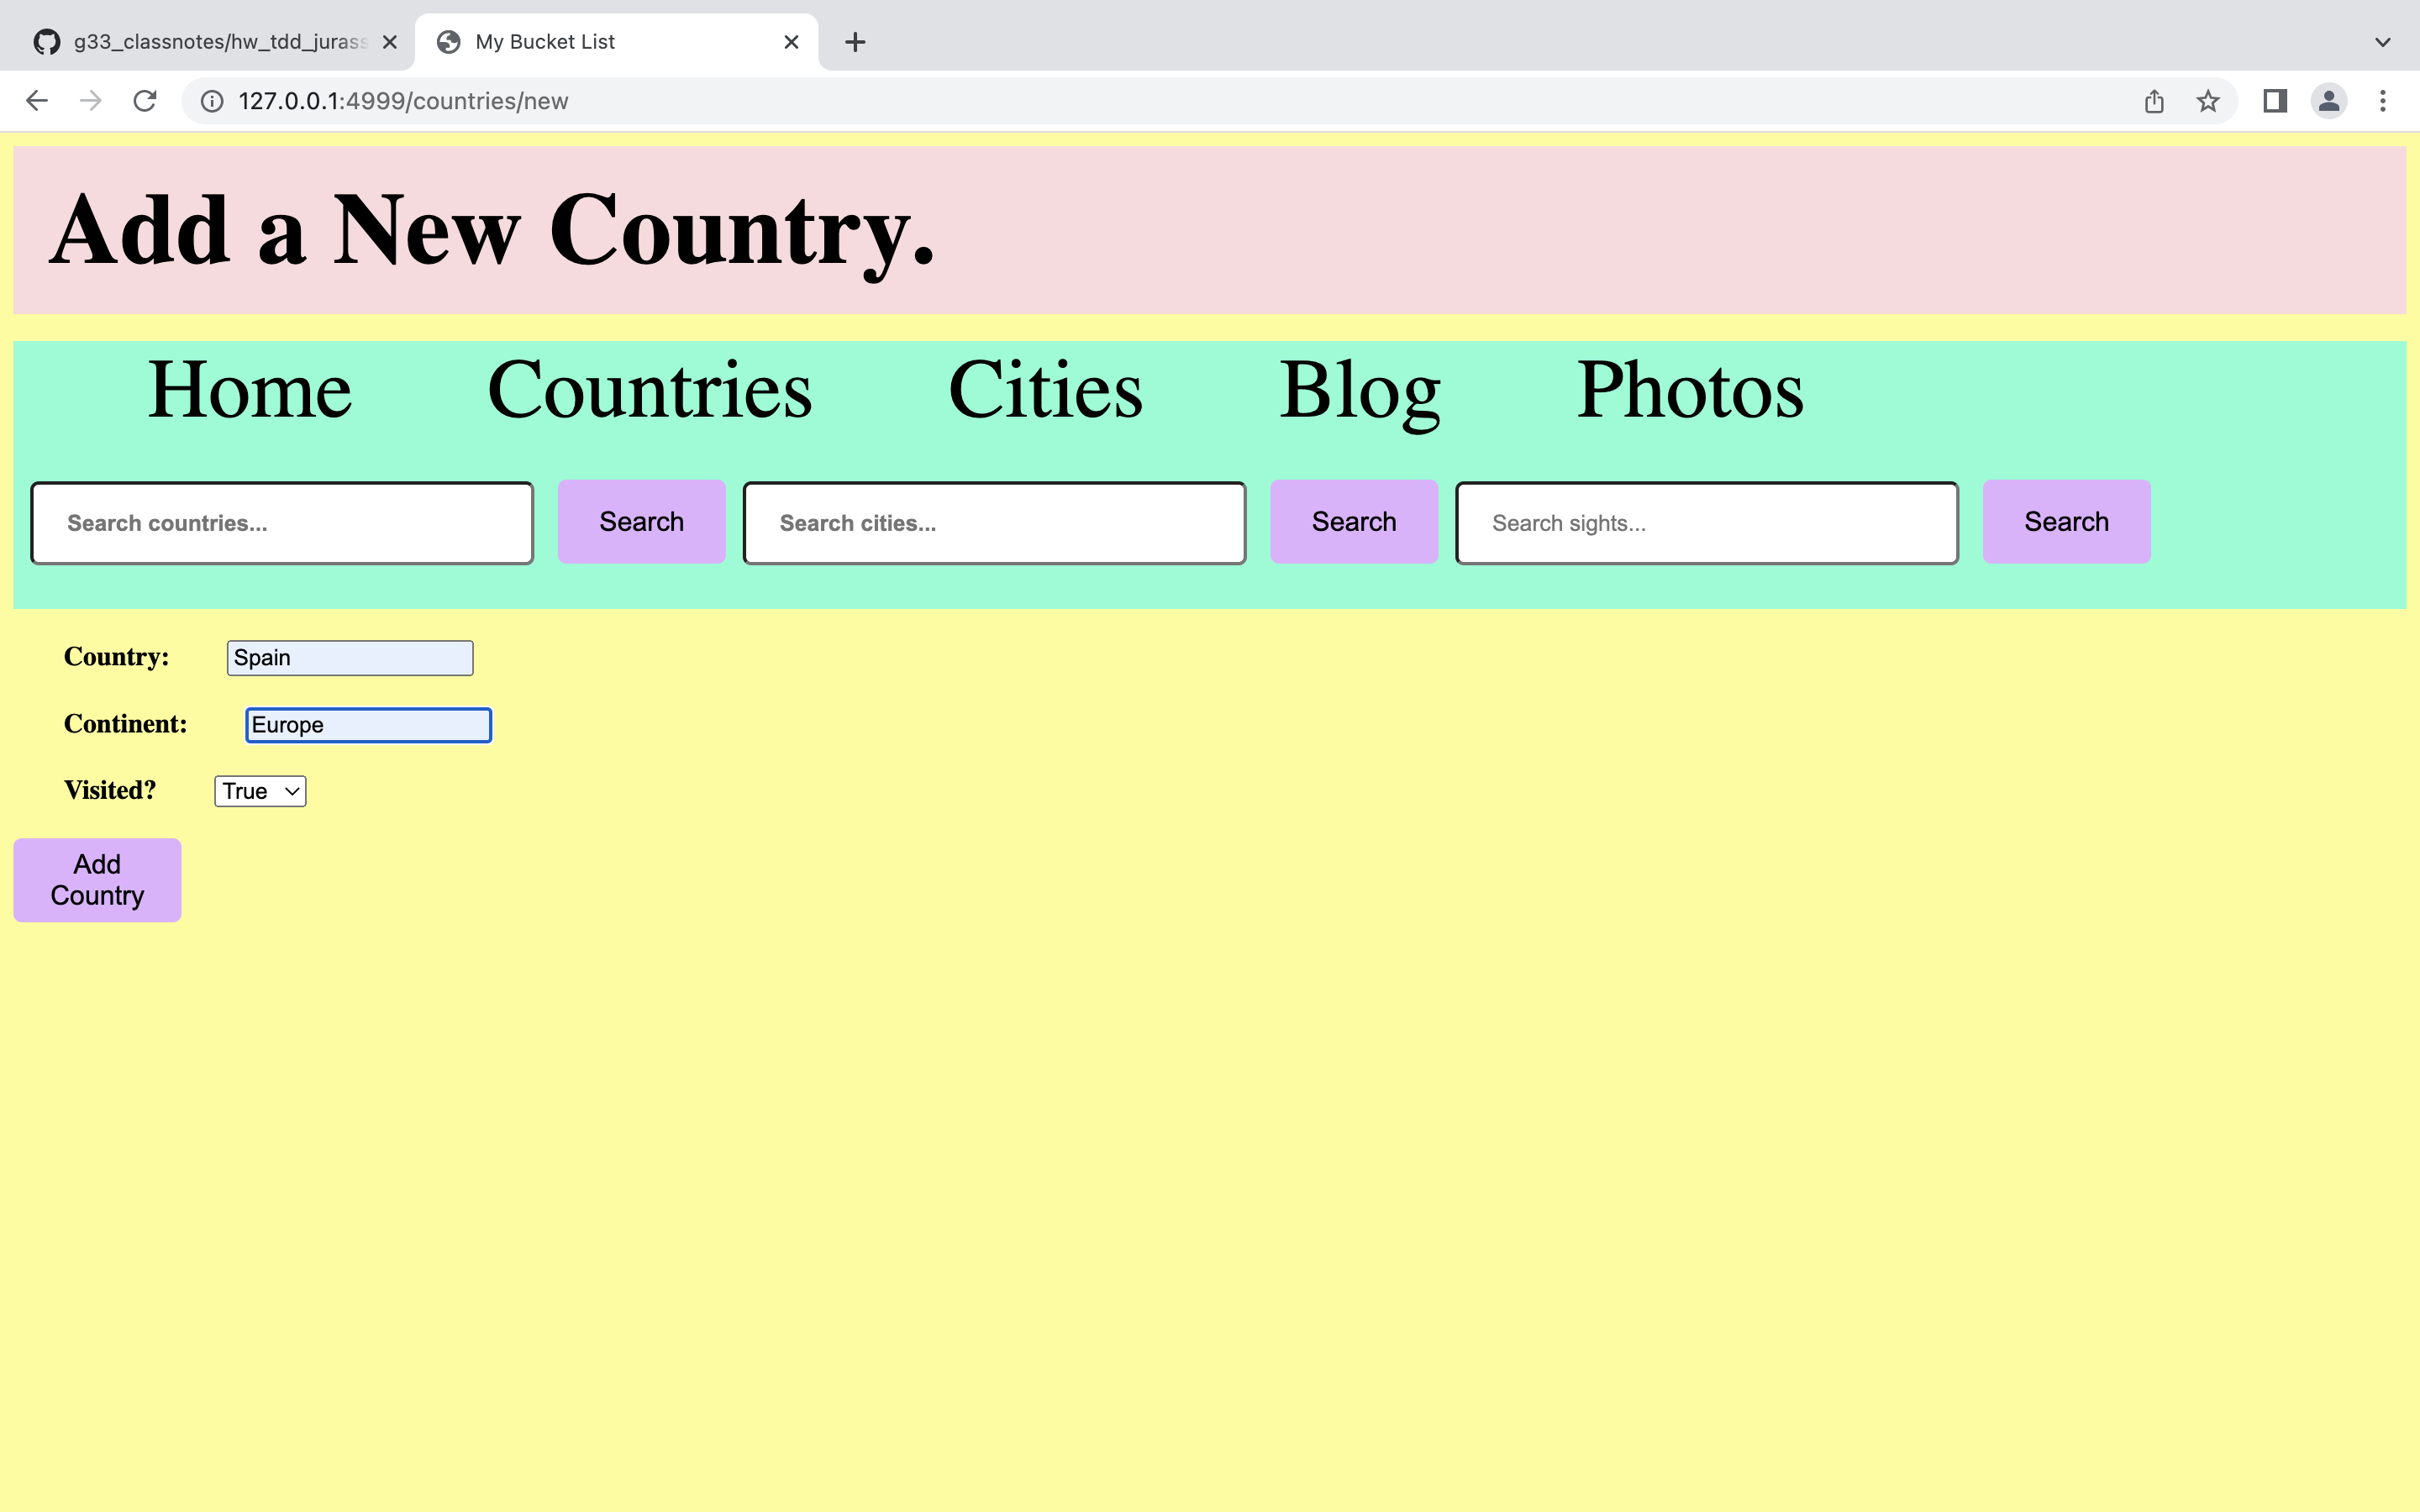 g33_classnotes/hw_tdd_jurass
My Bucket List
127.0.0.1:4999/countries/new
Add a New Country.
Home Countries Cities Blog Photos
Search countries... Search Search cities... Search Search sights... Search
Country: Spain
Continent: Europe
Visited? True
Add
Country